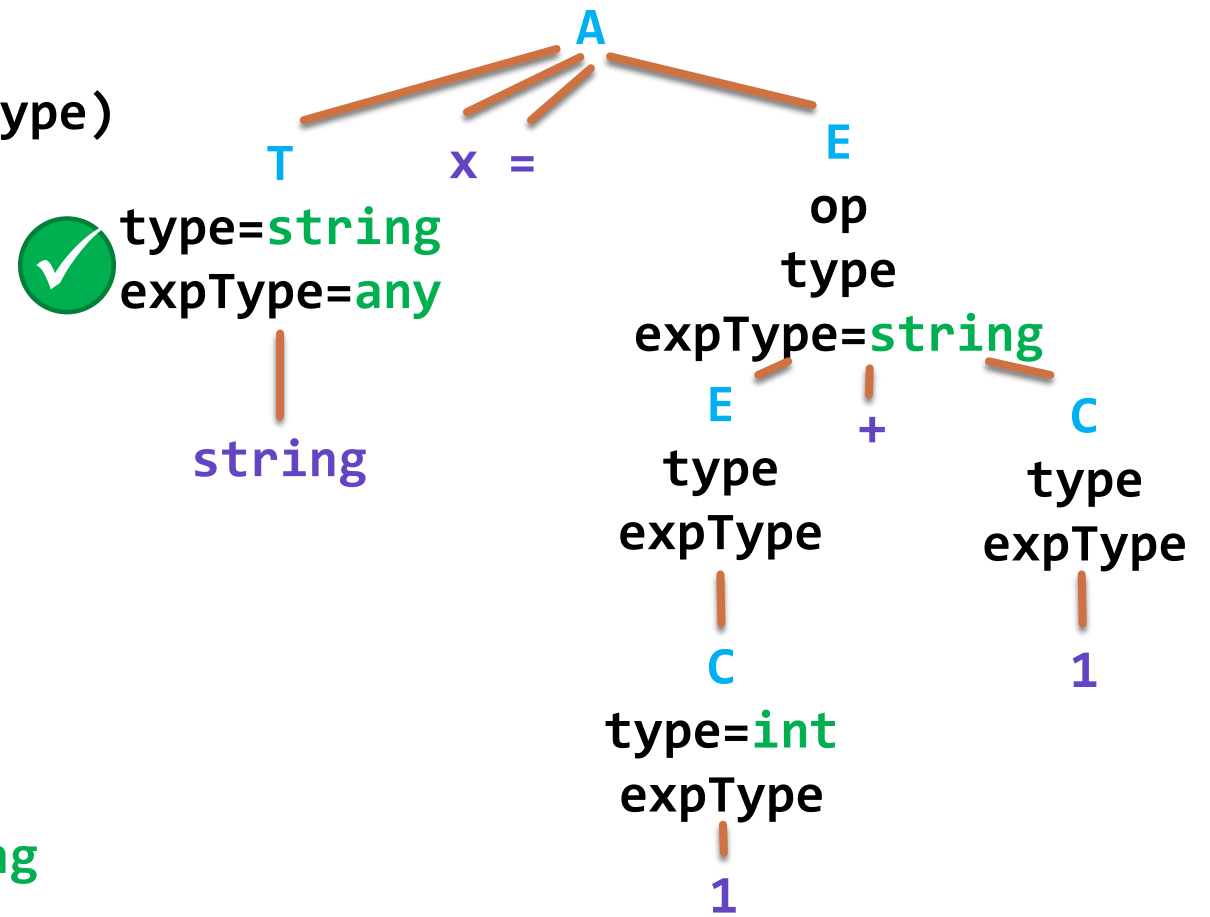 A
ype)
T
x =
E
type=string
expType=any
op
type
expType=string
string
E
+
C
type
expType
type
expType
C
type=int
expType
1
ng
1